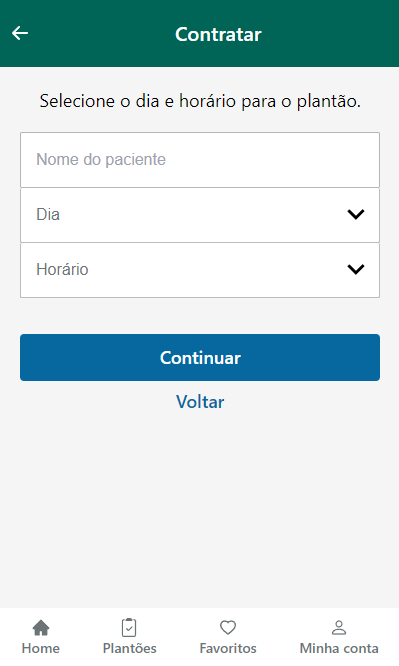 Contratar
Selecione o dia e horário para o plantão.
Nome do paciente
Dia
Horário
Continuar
Voltar
Home Plantões Favoritos Minha conta